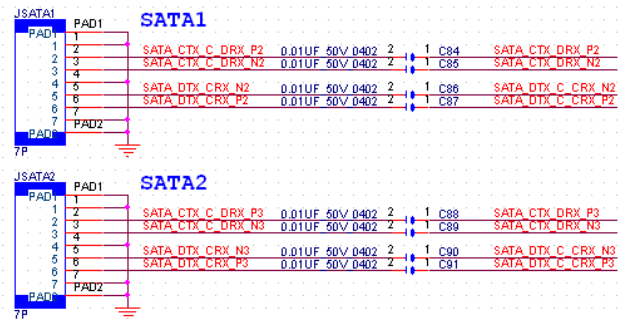 JSATA1
PAD1
SATA1
PAD1
1 1
2 2 SATA_CTX_C_DRX_P2 0.01UF 50V 0402 2 1 C84 SATA_CTX_DRX_P2
3 3 SATA_CTX_C_DRX_N2 0.01UF 50V 0402 2 1 C85 SATA_CTX_DRX_N2
4 4
5 5 SATA_DTX_CRX_N2 0.01UF 50V 0402 2 1 C86 SATA_DTX_C_CRX_N2
6 6 SATA_DTX_CRX_P2 0.01UF 50V 0402 2 1 C87 SATA_DTX_C_CRX_P2
7 7
PAD2 PAD2
7P
JSATA2
PAD1
SATA2
PAD1
1 1
2 2 SATA_CTX_C_DRX_P3 0.01UF 50V 0402 2 1 C88 SATA_CTX_DRX_P3
3 3 SATA_CTX_C_DRX_N3 0.01UF 50V 0402 2 1 C89 SATA_CTX_DRX_N3
4 4
5 5 SATA_DTX_CRX_N3 0.01UF 50V 0402 2 1 C90 SATA_DTX_C_CRX_N3
6 6 SATA_DTX_CRX_P3 0.01UF 50V 0402 2 1 C91 SATA_DTX_C_CRX_P3
7 7
PAD2 PAD2
7P